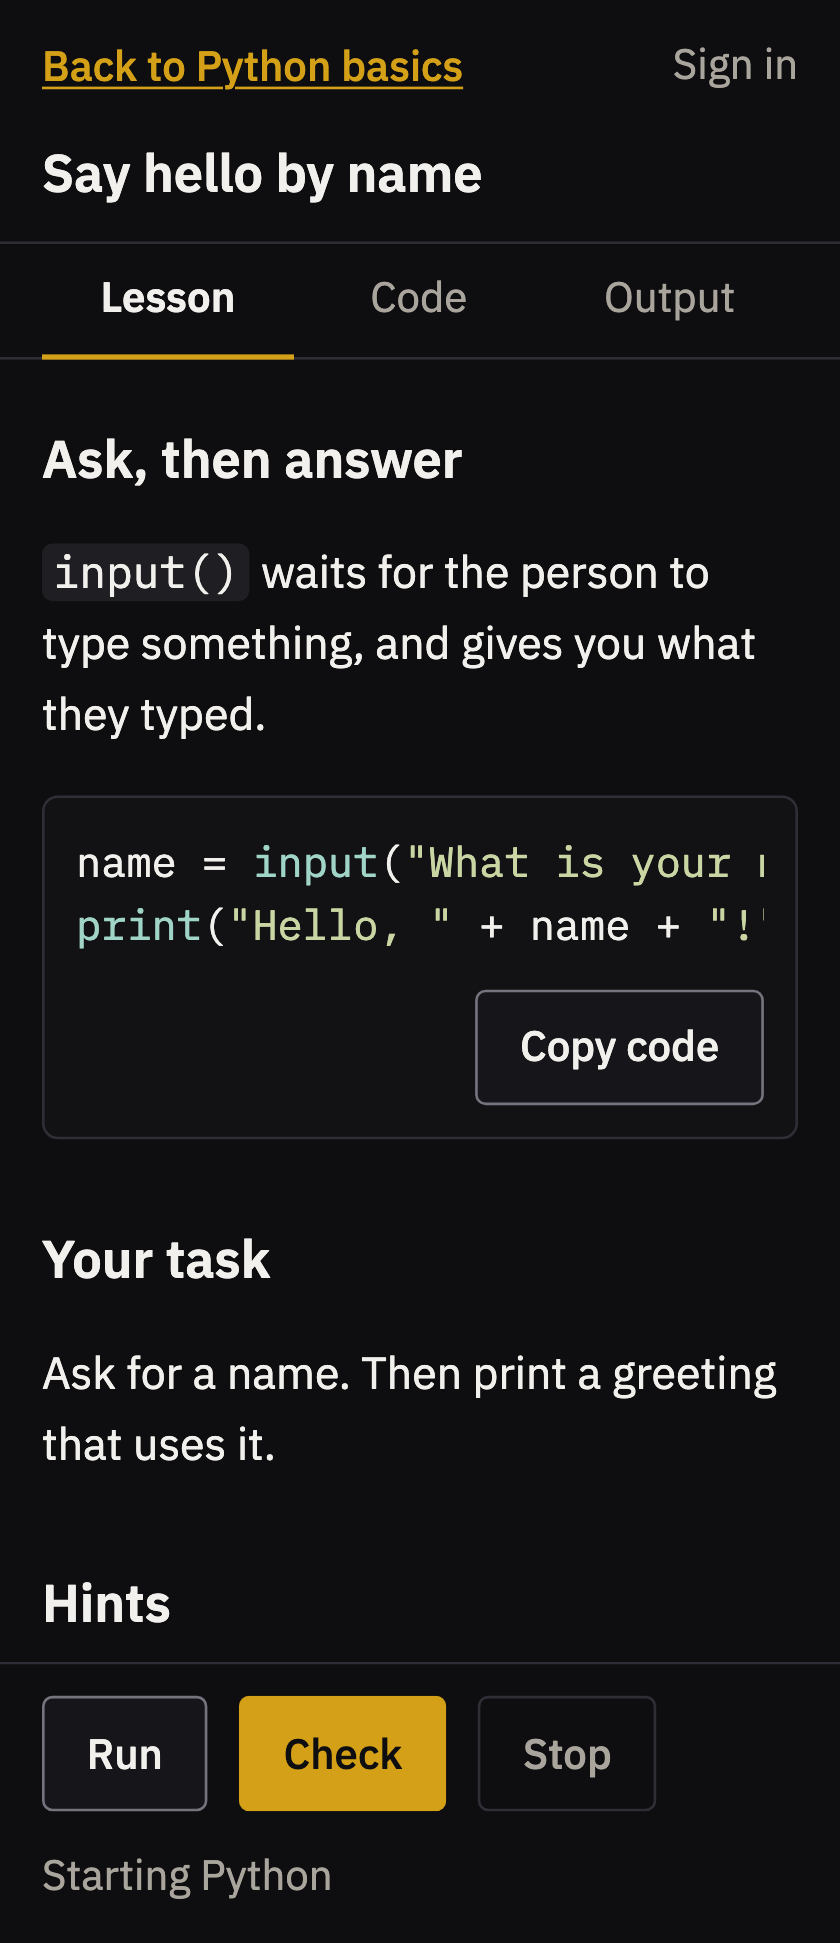 Back to Python basics
Sign in
Say hello by name
Lesson
Code
Output
Ask, then answer
input() waits for the person to
type something, and gives you what
they typed.
name = input("What is your
print("Hello, " + name + "!
Copy code
Your task
Ask for a name. Then print a greeting
that uses it.
Hints
Run
Check
Stop
Starting Python